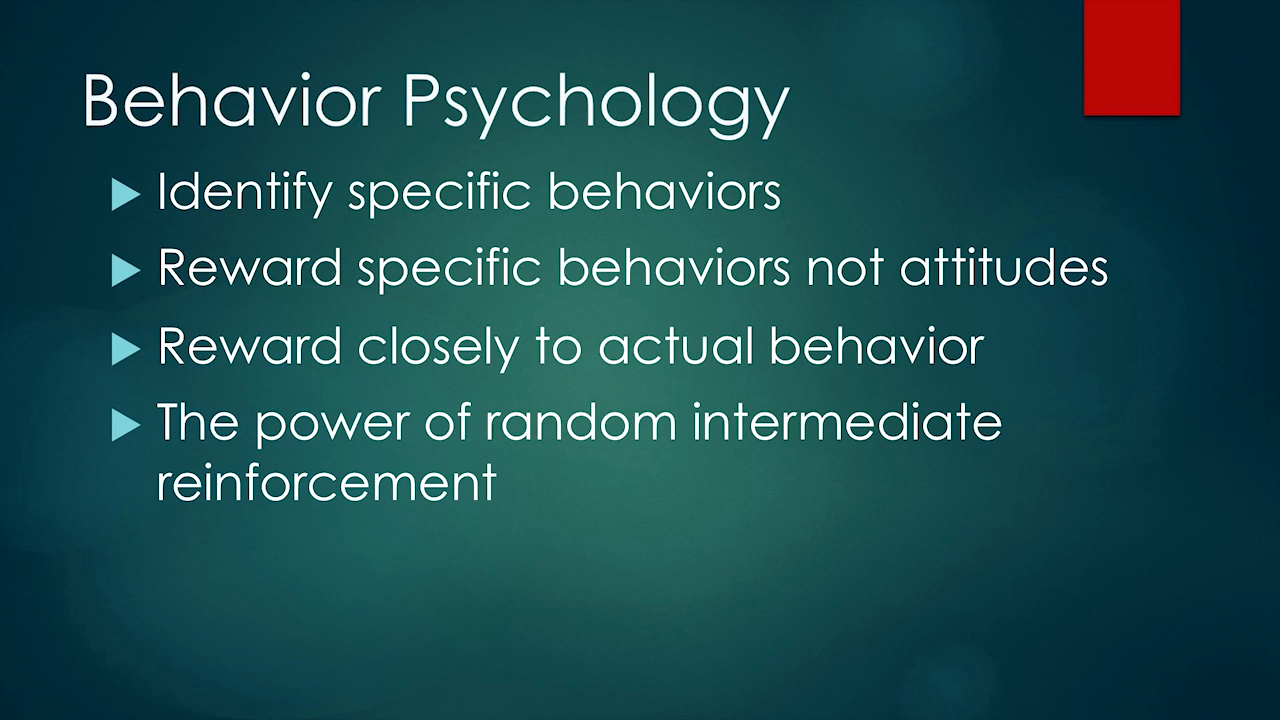 Behavior Psychology
Identify specific behaviors
Reward specific behaviors not attitudes
Reward closely to actual behavior
The power of random intermediate
reinforcement